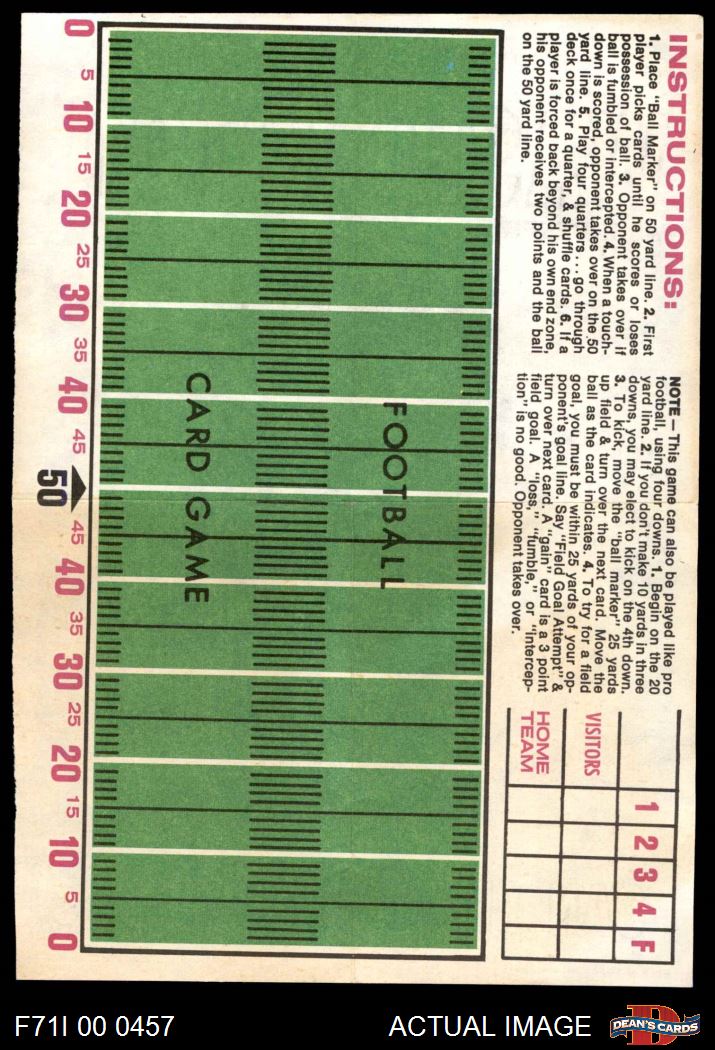 INSTRUCTIONS:
1. Place "Ball Marker" on 50 yard line. 2. First
player picks cards until he scores or loses
possession of ball. 3. Opponent takes over if
ball is fumbled or intercepted. 4. When a touch-
down is scored, opponent takes over on the 50
yard line. 5. Play four quarters...go through
deck once for a quarter, & shuffle cards. 6. If a
player is forced back beyond his own end zone,
his opponent receives two points and the ball
on the 50 yard line.
NOTE — This game can also be played like pro
football, using four downs. 1. Begin on the 20
yard line. 2. If you don't make 10 yards in three
downs, you may elect to kick on the 4th down.
3. To kick, move the "ball marker" 25 yards
up field & turn over the next card. Move the
ball as the card indicates. 4. To try for a field
goal, you must be within 25 yards of your op-
ponent's goal line. Say "Field Goal Attempt" &
turn over next card. A "gain" card is a 3 point
field goal. A "loss," "fumble," or "intercep-
tion" is no good. Opponent takes over.
1 2 3 4 F
VISITORS
HOME
TEAM
FOOTBALL
CARD GAME
0 5 10 15 20 25 30 35 40 45 50 45 40 35 30 25 20 15 10 5 0
F71I 00 0457
ACTUAL IMAGE
D
DEAN'S CARDS